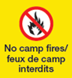 No camp fires/
feux de camp
interdits